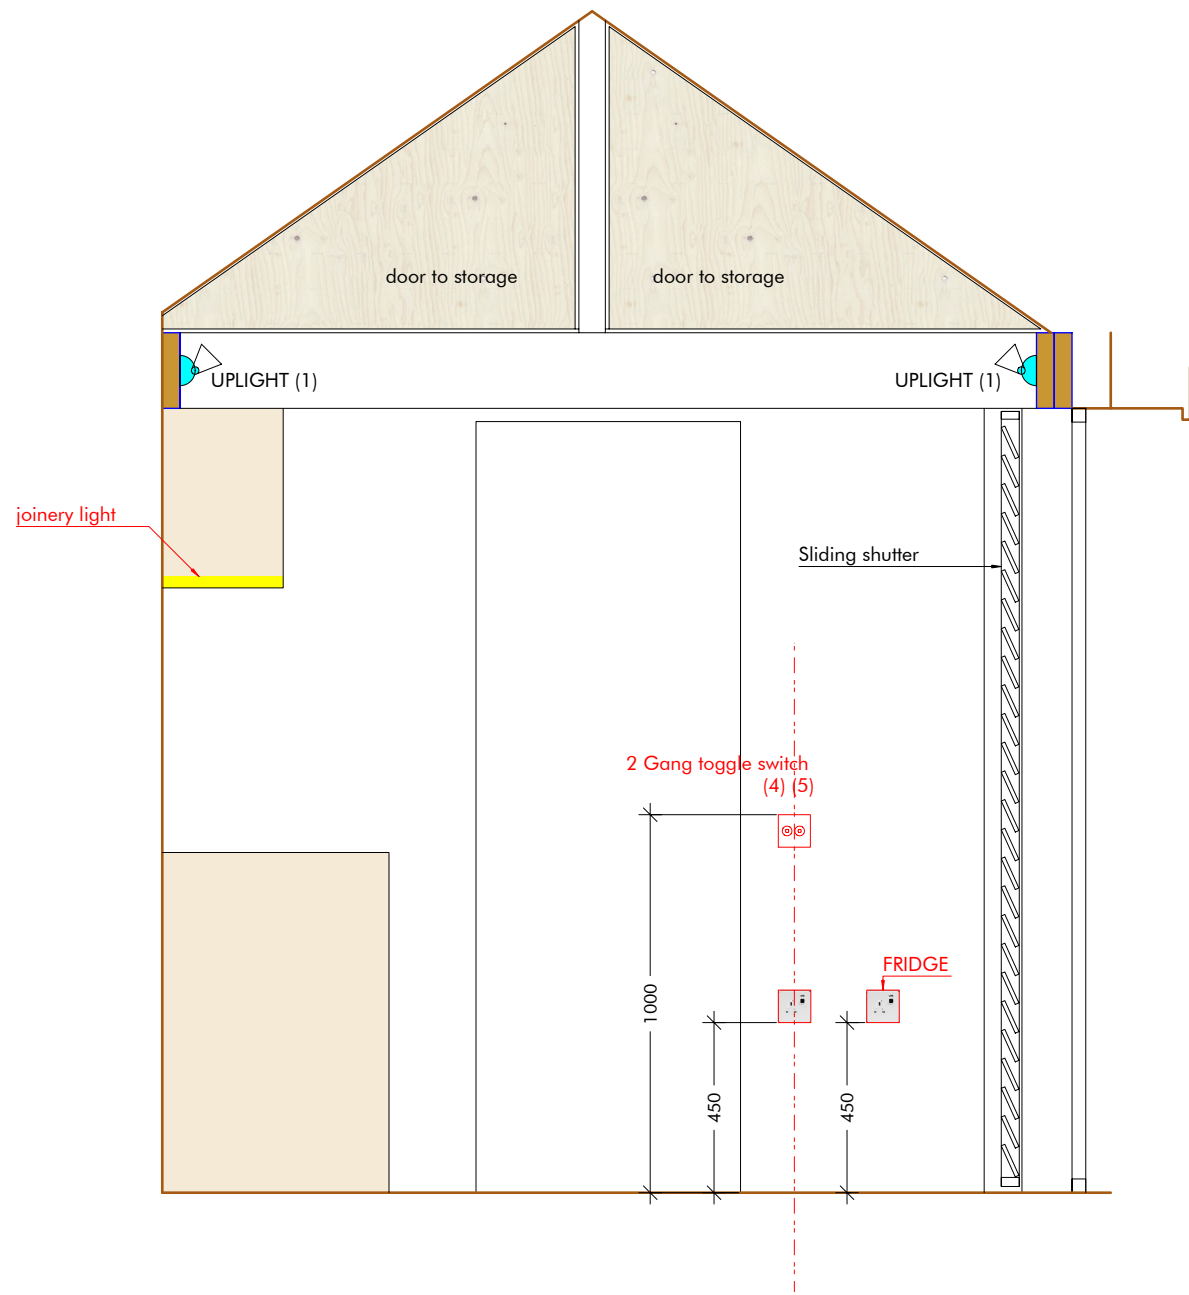 door to storage
door to storage
UPLIGHT (1)
UPLIGHT (1)
joinery light
Sliding shutter
2 Gang toggle switch
(4) (5)
FRIDGE
1000
450
450